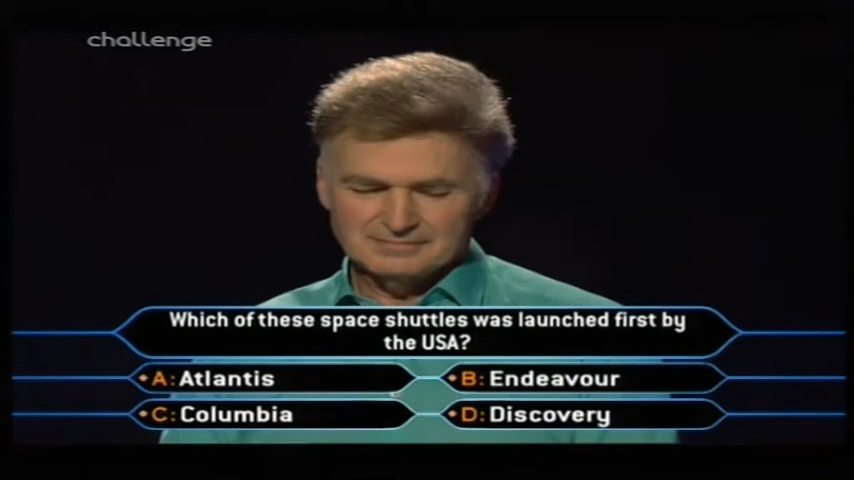 challenge
Which of these space shuttles was launched first by
the USA?
A: Atlantis
B: Endeavour
C: Columbia
D: Discovery